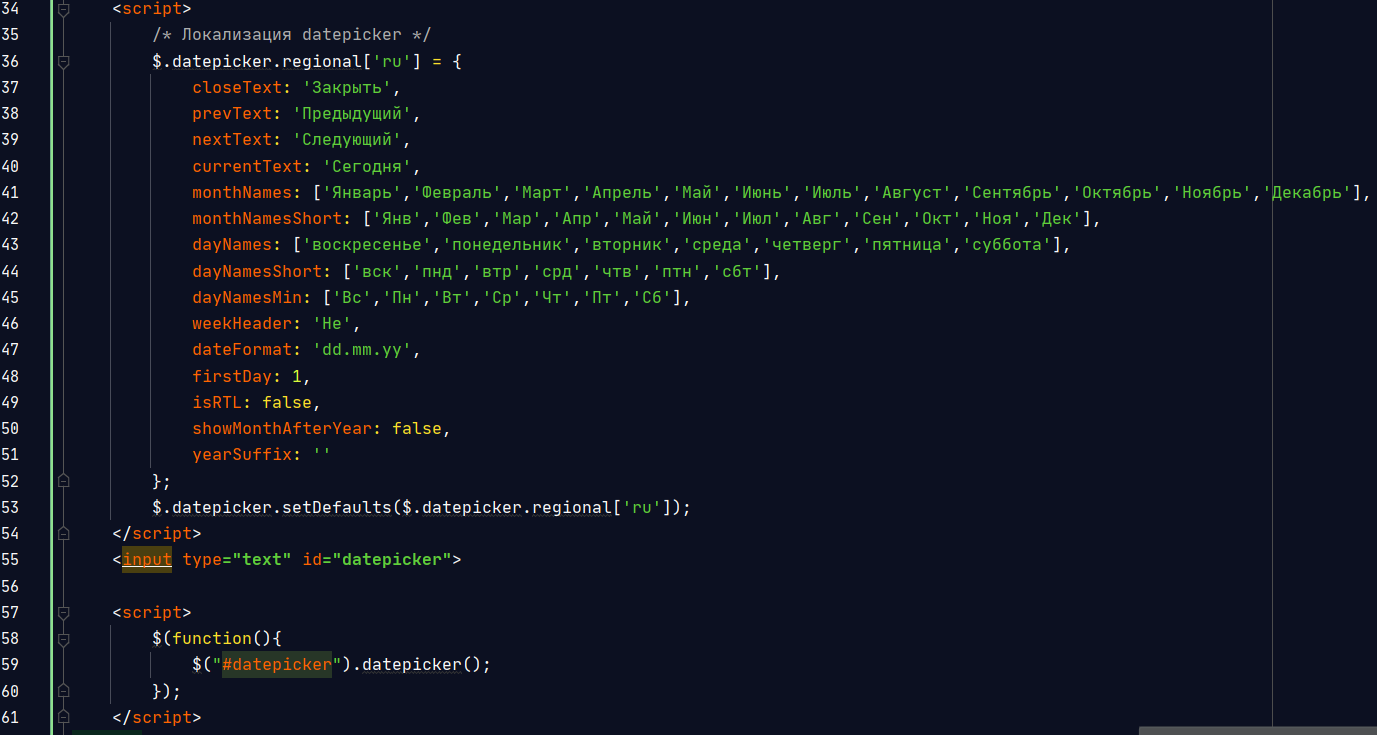 34 <script>
35 /* Локализация datepicker */
36 $.datepicker.regional['ru'] = {
37 closeText: 'Закрыть',
38 prevText: 'Предыдущий',
39 nextText: 'Следующий',
40 currentText: 'Сегодня',
41 monthNames: ['Январь','Февраль','Март','Апрель','Май','Июнь','Июль','Август','Сентябрь','Октябрь','Ноябрь','Декабрь'],
42 monthNamesShort: ['Янв','Фев','Мар','Апр','Май','Июн','Июл','Авг','Сен','Окт','Ноя','Дек'],
43 dayNames: ['воскресенье','понедельник','вторник','среда','четверг','пятница','суббота'],
44 dayNamesShort: ['вск','пнд','втр','срд','чтв','птн','сбт'],
45 dayNamesMin: ['Вс','Пн','Вт','Ср','Чт','Пт','Сб'],
46 weekHeader: 'Не',
47 dateFormat: 'dd.mm.yy',
48 firstDay: 1,
49 isRTL: false,
50 showMonthAfterYear: false,
51 yearSuffix: ''
52 };
53 $.datepicker.setDefaults($.datepicker.regional['ru']);
54 </script>
55 <input type="text" id="datepicker">
56
57 <script>
58 $(function(){
59 $("#datepicker").datepicker();
60 });
61 </script>